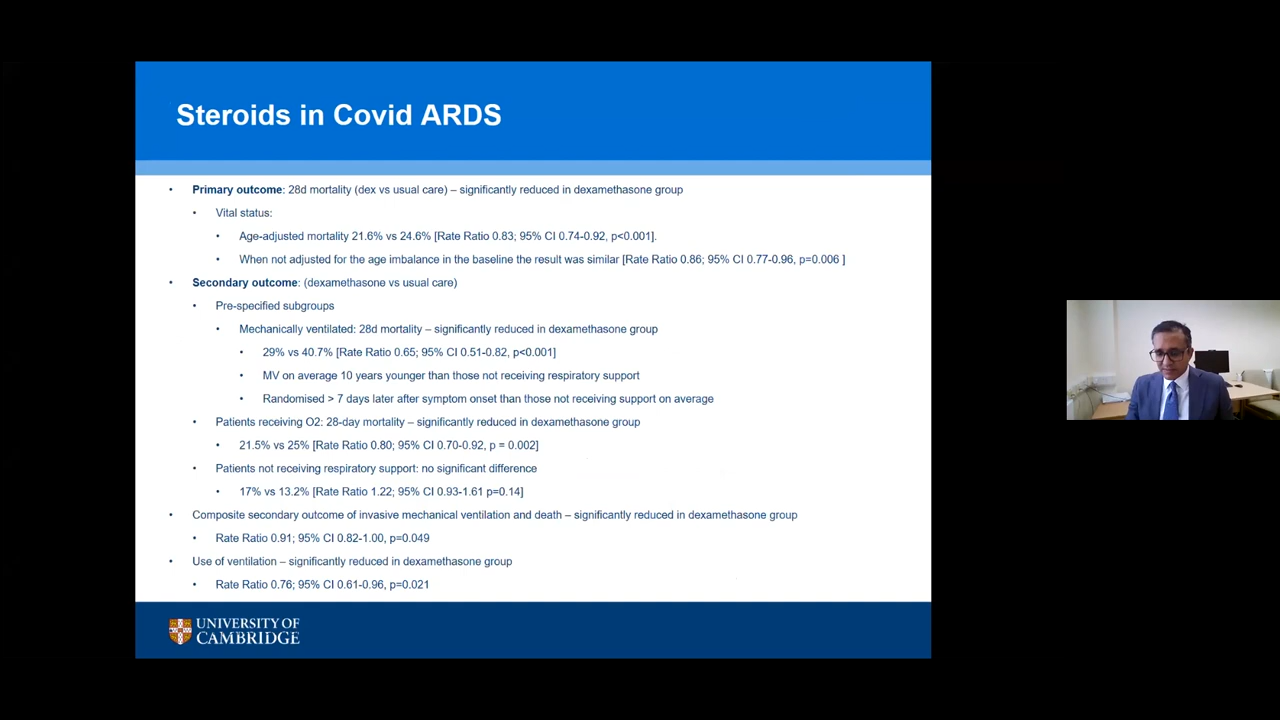 Steroids in Covid ARDS
• Primary outcome: 28d mortality (dex vs usual care) – significantly reduced in dexamethasone group
• Vital status:
• Age-adjusted mortality 21.6% vs 24.6% [Rate Ratio 0.83; 95% CI 0.74-0.92, p<0.001].
• When not adjusted for the age imbalance in the baseline the result was similar [Rate Ratio 0.86; 95% CI 0.77-0.96, p=0.006 ]
• Secondary outcome: (dexamethasone vs usual care)
• Pre-specified subgroups
• Mechanically ventilated: 28d mortality – significantly reduced in dexamethasone group
• 29% vs 40.7% [Rate Ratio 0.65; 95% CI 0.51-0.82, p<0.001]
• MV on average 10 years younger than those not receiving respiratory support
• Randomised > 7 days later after symptom onset than those not receiving support on average
• Patients receiving O2: 28-day mortality – significantly reduced in dexamethasone group
• 21.5% vs 25% [Rate Ratio 0.80; 95% CI 0.70-0.92, p = 0.002]
• Patients not receiving respiratory support: no significant difference
• 17% vs 13.2% [Rate Ratio 1.22; 95% CI 0.93-1.61 p=0.14]
• Composite secondary outcome of invasive mechanical ventilation and death – significantly reduced in dexamethasone group
• Rate Ratio 0.91; 95% CI 0.82-1.00, p=0.049
• Use of ventilation – significantly reduced in dexamethasone group
• Rate Ratio 0.76; 95% CI 0.61-0.96, p=0.021
UNIVERSITY OF
CAMBRIDGE